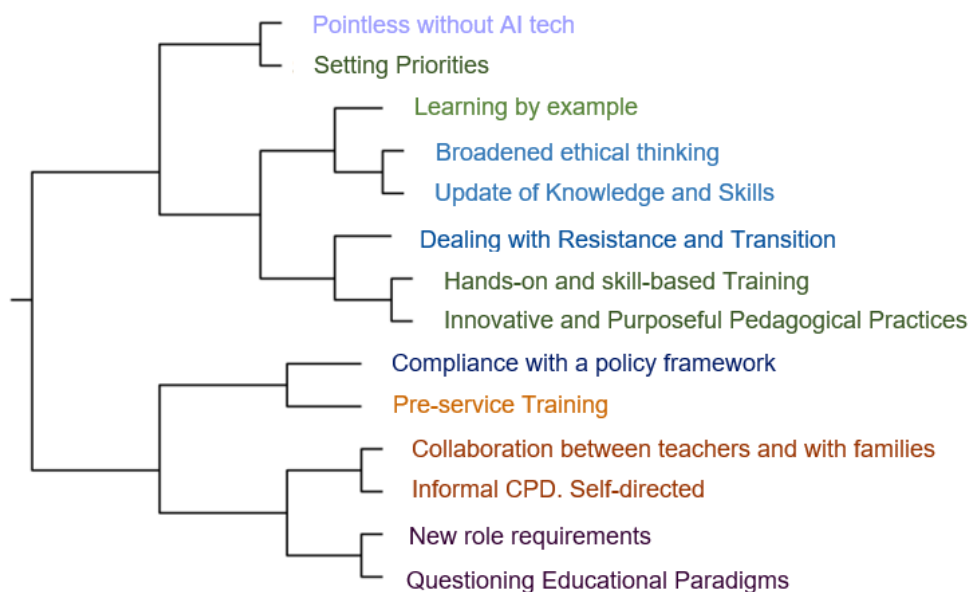 Pointless without AI tech
Setting Priorities
Learning by example
Broadened ethical thinking
Update of Knowledge and Skills
Dealing with Resistance and Transition
Hands-on and skill-based Training
Innovative and Purposeful Pedagogical Practices
Compliance with a policy framework
Pre-service Training
Collaboration between teachers and with families
Informal CPD. Self-directed
New role requirements
Questioning Educational Paradigms